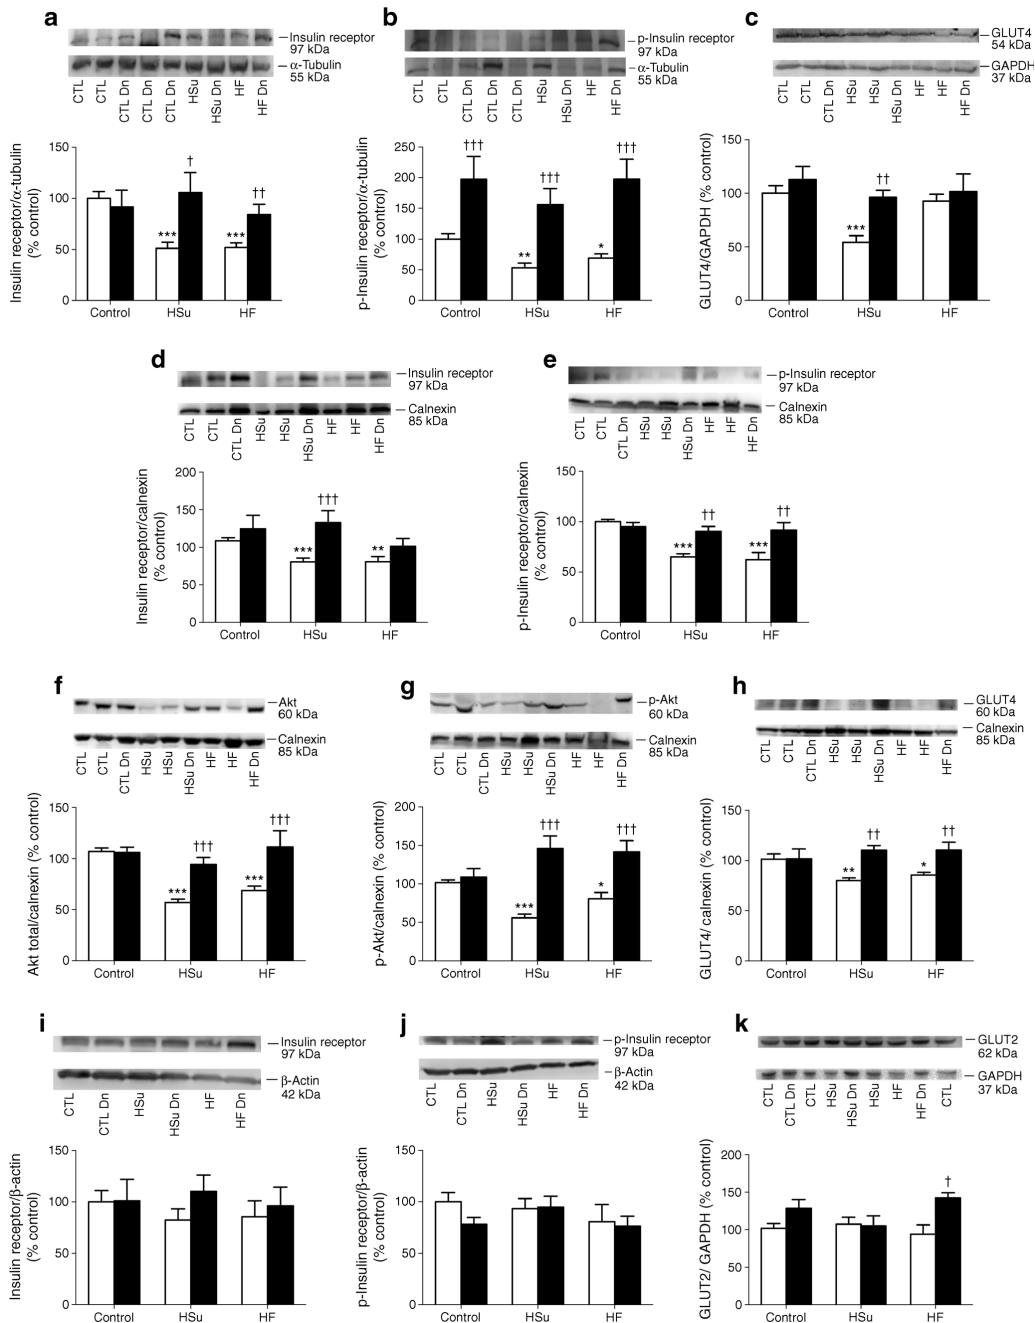 a
Insulin receptor
97 kDa
α-Tubulin
55 kDa
CTL CTL CTL Dn CTL Dn CTL Dn HSu HSu Dn HF HF Dn
Insulin receptor/α-tubulin
(% control)
150
100
50
0
*** † *** ††
Control HSu HF
b
p-Insulin receptor
97 kDa
α-Tubulin
55 kDa
CTL CTL CTL Dn CTL Dn CTL Dn HSu HSu Dn HF HF Dn
p-Insulin receptor/α-tubulin
(% control)
250
200
150
100
50
0
††† ** ††† * †††
Control HSu HF
c
GLUT4
54 kDa
GAPDH
37 kDa
CTL CTL CTL Dn HSu HSu HSu Dn HF HF HF Dn
GLUT4/GAPDH (% control)
150
100
50
0
*** ††
Control HSu HF
d
Insulin receptor
97 kDa
Calnexin
85 kDa
CTL CTL CTL Dn HSu HSu HSu Dn HF HF HF Dn
Insulin receptor/calnexin
(% control)
200
150
100
50
0
*** ††† **
Control HSu HF
e
p-Insulin receptor
97 kDa
Calnexin
85 kDa
CTL CTL CTL Dn HSu HSu HSu Dn HF HF HF Dn
p-Insulin receptor/calnexin
(% control)
150
100
50
0
*** †† *** ††
Control HSu HF
f
Akt
60 kDa
Calnexin
85 kDa
CTL CTL CTL Dn HSu HSu HSu Dn HF HF HF Dn
Akt total/calnexin (% control)
150
100
50
0
*** ††† *** †††
Control HSu HF
g
p-Akt
60 kDa
Calnexin
85 kDa
CTL CTL CTL Dn HSu HSu HSu Dn HF HF HF Dn
p-Akt/calnexin (% control)
200
150
100
50
0
*** ††† * †††
Control HSu HF
h
GLUT4
60 kDa
Calnexin
85 kDa
CTL CTL CTL Dn HSu HSu HSu Dn HF HF HF Dn
GLUT4/ calnexin (% control)
150
100
50
0
** †† * ††
Control HSu HF
i
Insulin receptor
97 kDa
β-Actin
42 kDa
CTL CTL Dn HSu HSu Dn HF HF Dn
Insulin receptor/β-actin
(% control)
150
100
50
0
Control HSu HF
j
p-Insulin receptor
97 kDa
β-Actin
42 kDa
CTL CTL Dn HSu HSu Dn HF HF Dn
p-Insulin receptor/β-actin
(% control)
150
100
50
0
Control HSu HF
k
GLUT2
62 kDa
GAPDH
37 kDa
CTL CTL Dn CTL HSu HSu Dn HSu HF HF Dn CTL
GLUT2/ GAPDH (% control)
200
150
100
50
0
†
Control HSu HF